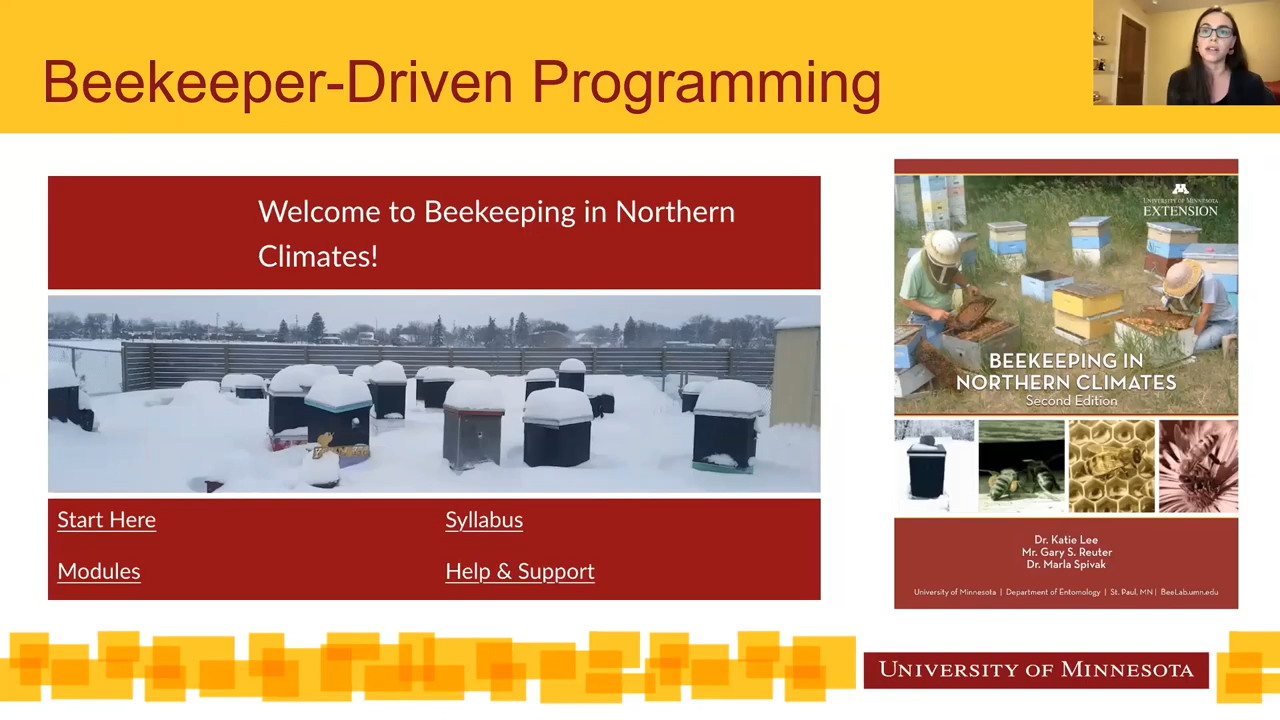 Beekeeper-Driven Programming
Welcome to Beekeeping in Northern
Climates!
Start Here
Syllabus
Modules
Help & Support
UNIVERSITY OF MINNESOTA
EXTENSION
BEEKEEPING IN
NORTHERN CLIMATES
Second Edition
Dr. Katie Lee
Mr. Gary S. Reuter
Dr. Marla Spivak
University of Minnesota | Department of Entomology | St. Paul, MN | BeeLab.umn.edu
UNIVERSITY OF MINNESOTA